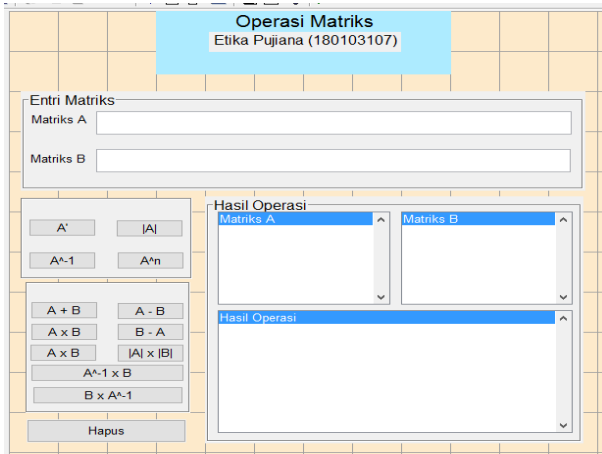 Operasi Matriks
Etika Pujiana (180103107)
Entri Matriks
Matriks A
Matriks B
A' |A|
A^-1 A^n
A + B A - B
A x B B - A
A x B |A| x |B|
A^-1 x B
B x A^-1
Hapus
Hasil Operasi
Matriks A Matriks B
Hasil Operasi